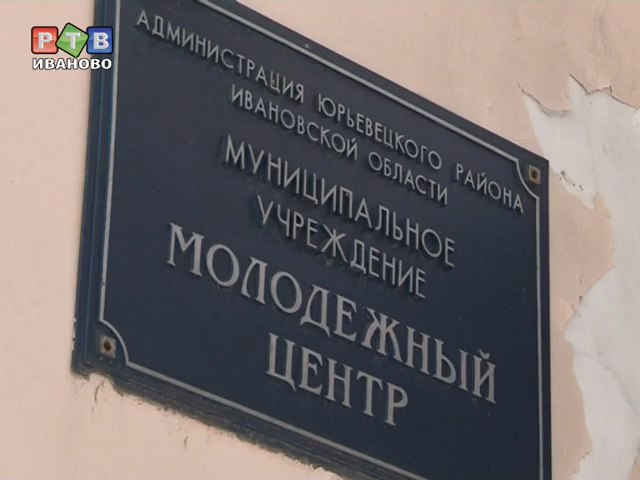 РТВ
ИВАНОВО
АДМИНИСТРАЦИЯ ЮРЬЕВЕЦКОГО РАЙОНА
ИВАНОВСКОЙ ОБЛАСТИ
МУНИЦИПАЛЬНОЕ
УЧРЕЖДЕНИЕ
МОЛОДЕЖНЫЙ
ЦЕНТР